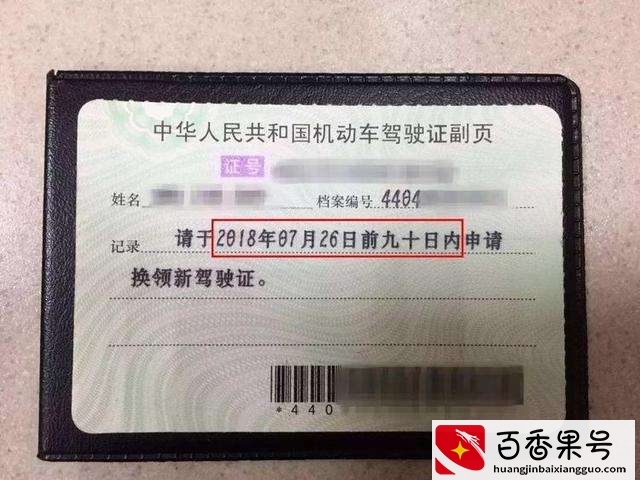 中华人民共和国机动车驾驶证副页
证号
姓名 档案编号 4404
记录 请于2018年07月26日前九十日内申请
换领新驾驶证。
*440
百香果号
huangjinbaixiangguo.com